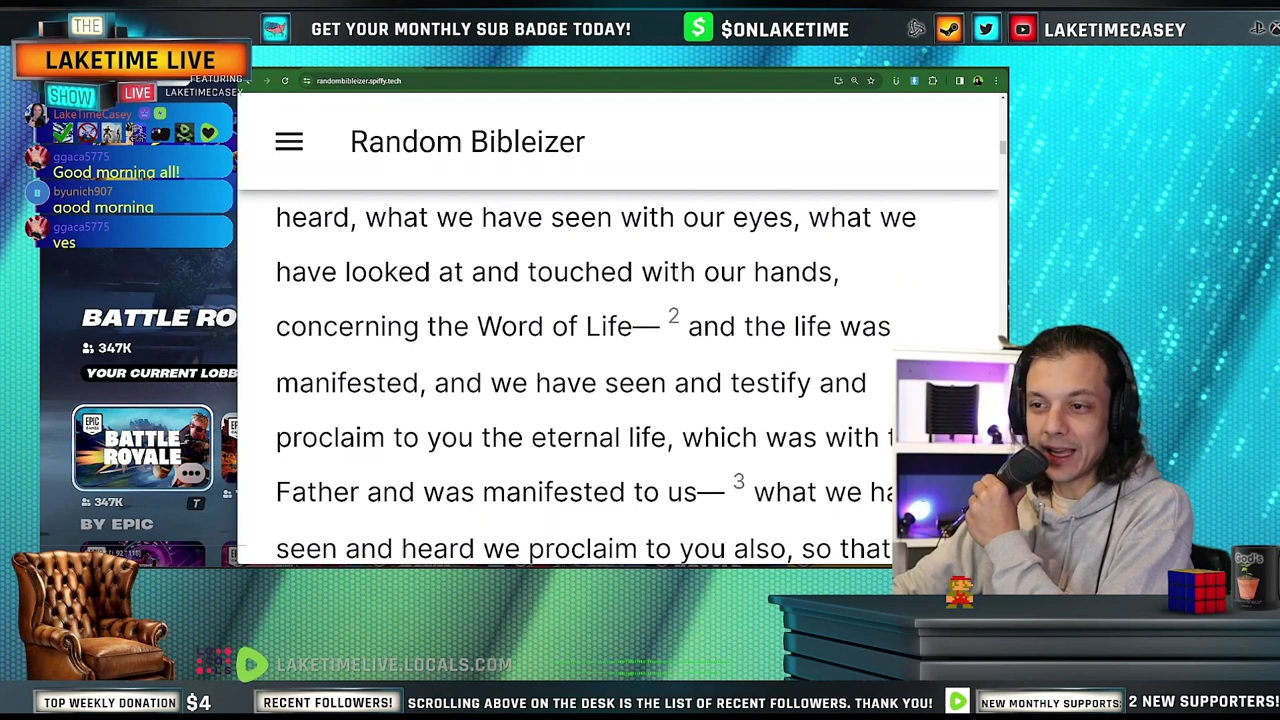 THE
LAKETIME LIVE
FEATURING
SHOW
LIVE
LAKETIMECASEY
GET YOUR MONTHLY SUB BADGE TODAY!
$ONLAKETIME
LAKETIMECASEY
LakeTimeCasey
ggaca5775
Good morning all!
byunich907
good morning
ggaca5775
yes
randombibleizer.spiffy.tech
Random Bibleizer
heard, what we have seen with our eyes, what we
have looked at and touched with our hands,
concerning the Word of Life— 2 and the life was
manifested, and we have seen and testify and
proclaim to you the eternal life, which was with
Father and was manifested to us— 3 what we
seen and heard we proclaim to you also, so that
BATTLE RO
347K
YOUR CURRENT LOBB
EPIC GAMES
BATTLE
ROYALE
347K
T
BY EPIC
God's
LAKETIMELIVE.LOCALS.COM
TOP WEEKLY DONATION $4
RECENT FOLLOWERS!
SCROLLING ABOVE ON THE DESK IS THE LIST OF RECENT FOLLOWERS. THANK YOU!
NEW MONTHLY SUPPORTS:
2 NEW SUPPORTERS!